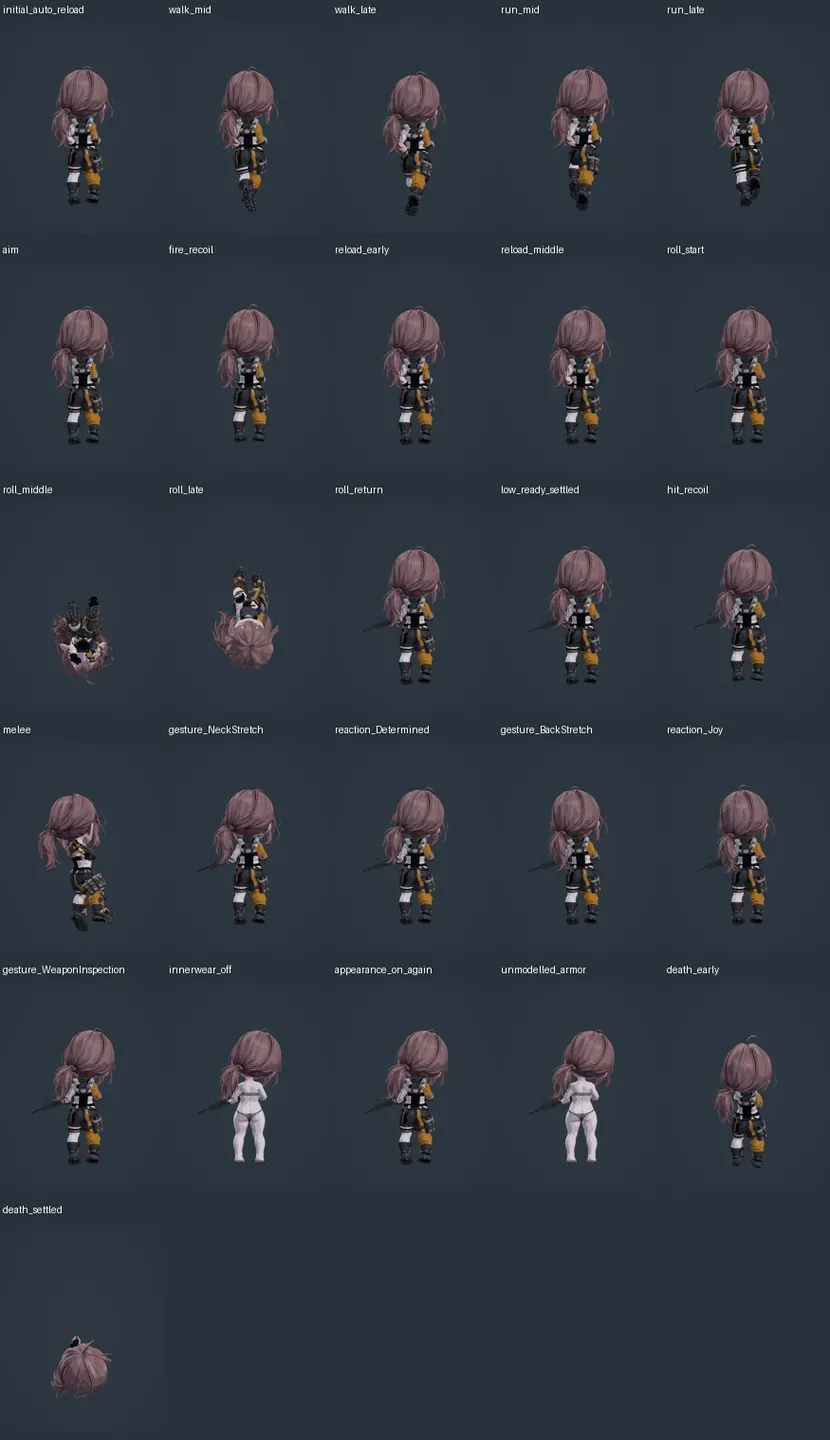 initial_auto_reload
walk_mid
walk_late
run_mid
run_late
aim
fire_recoil
reload_early
reload_middle
roll_start
roll_middle
roll_late
roll_return
low_ready_settled
hit_recoil
melee
gesture_NeckStretch
reaction_Determined
gesture_BackStretch
reaction_Joy
gesture_WeaponInspection
innerwear_off
appearance_on_again
unmodelled_armor
death_early
death_settled